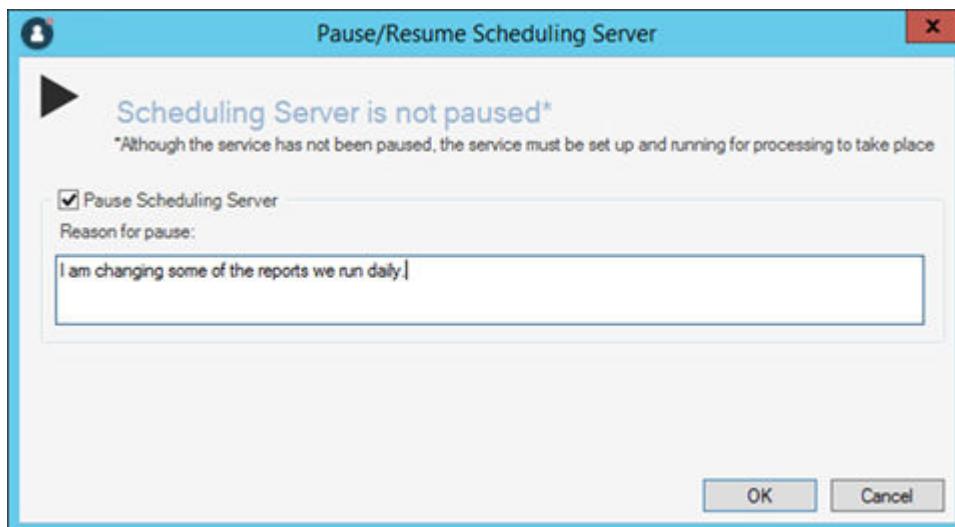 Pause/Resume Scheduling Server
Scheduling Server is not paused*
*Although the service has not been paused, the service must be set up and running for processing to take place
Pause Scheduling Server
Reason for pause:
I am changing some of the reports we run daily.
OK
Cancel